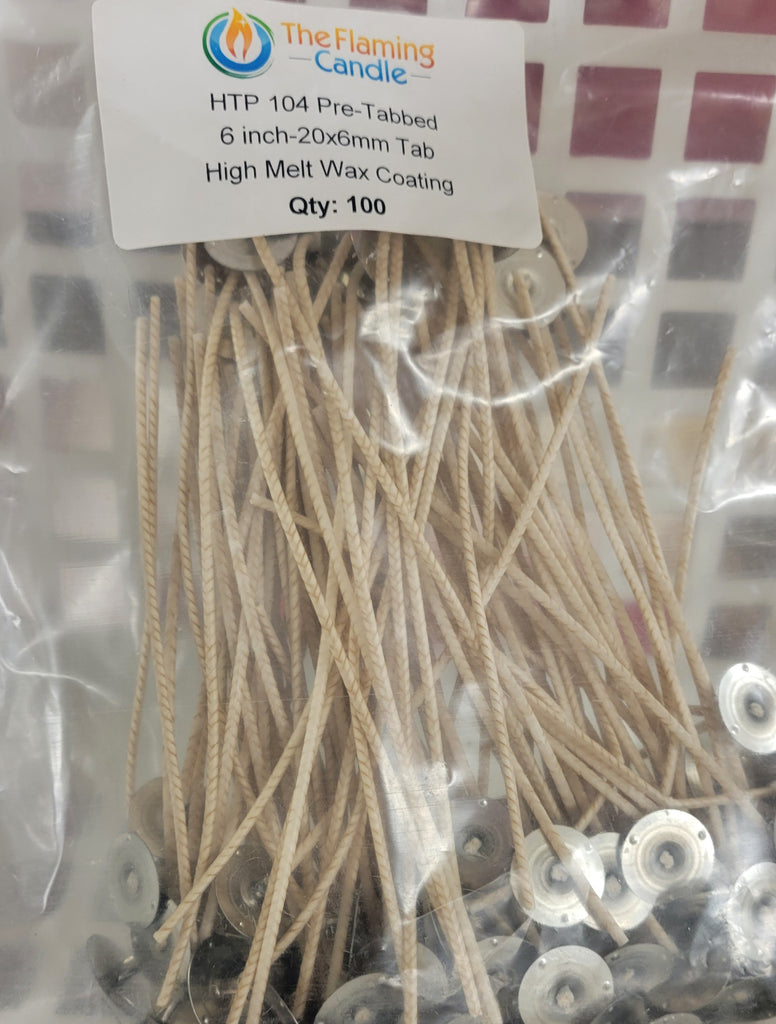 The Flaming
Candle
HTP 104 Pre-Tabbed
6 inch-20x6mm Tab
High Melt Wax Coating
Qty: 100